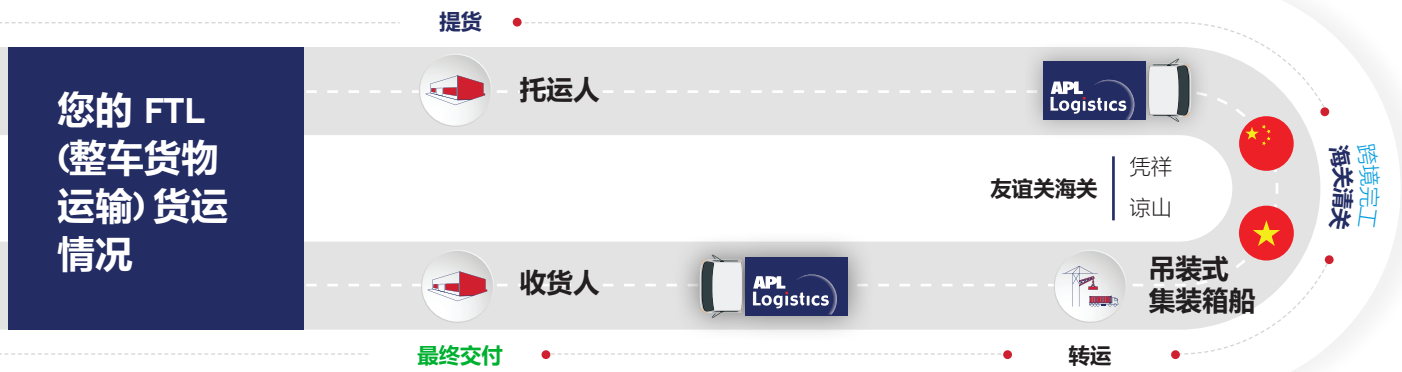 提货
您的 FTL
(整车货物
运输) 货运
情况
托运人
APL
Logistics
友谊关海关
凭祥
谅山
跨境完工
海关清关
收货人
APL
Logistics
吊装式
集装箱船
最终交付
转运